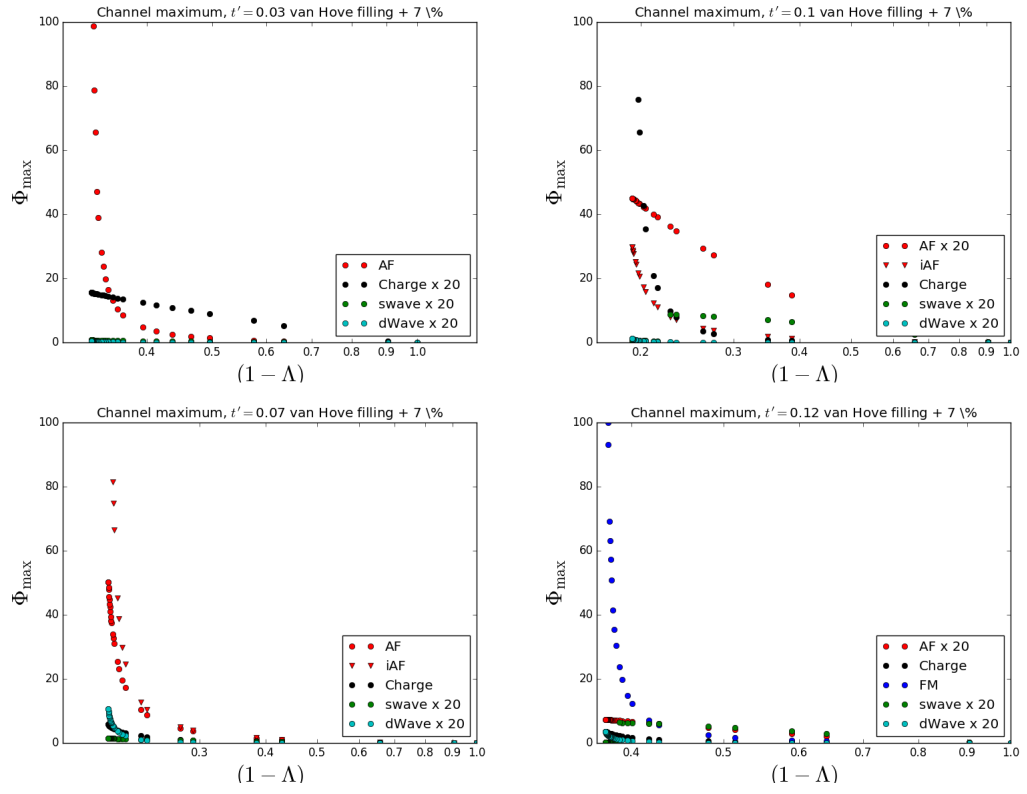 Channel maximum, t′ = 0.03 van Hove filling + 7 \%
100
80
60
40
20
0
Φmax
AF
Charge x 20
swave x 20
dWave x 20
0.4 0.5 0.6 0.7 0.8 0.9 1.0
(1 − Λ)
Channel maximum, t′ = 0.1 van Hove filling + 7 \%
100
80
60
40
20
0
Φmax
AF x 20
iAF
Charge
swave x 20
dWave x 20
0.2 0.3 0.4 0.5 0.6 0.7 0.8 0.9 1.0
(1 − Λ)
Channel maximum, t′ = 0.07 van Hove filling + 7 \%
100
80
60
40
20
0
Φmax
AF
iAF
Charge
swave x 20
dWave x 20
0.3 0.4 0.5 0.6 0.7 0.8 0.9 1.0
(1 − Λ)
Channel maximum, t′ = 0.12 van Hove filling + 7 \%
100
80
60
40
20
0
Φmax
AF x 20
Charge
FM
swave x 20
dWave x 20
0.4 0.5 0.6 0.7 0.8 0.9 1.0
(1 − Λ)